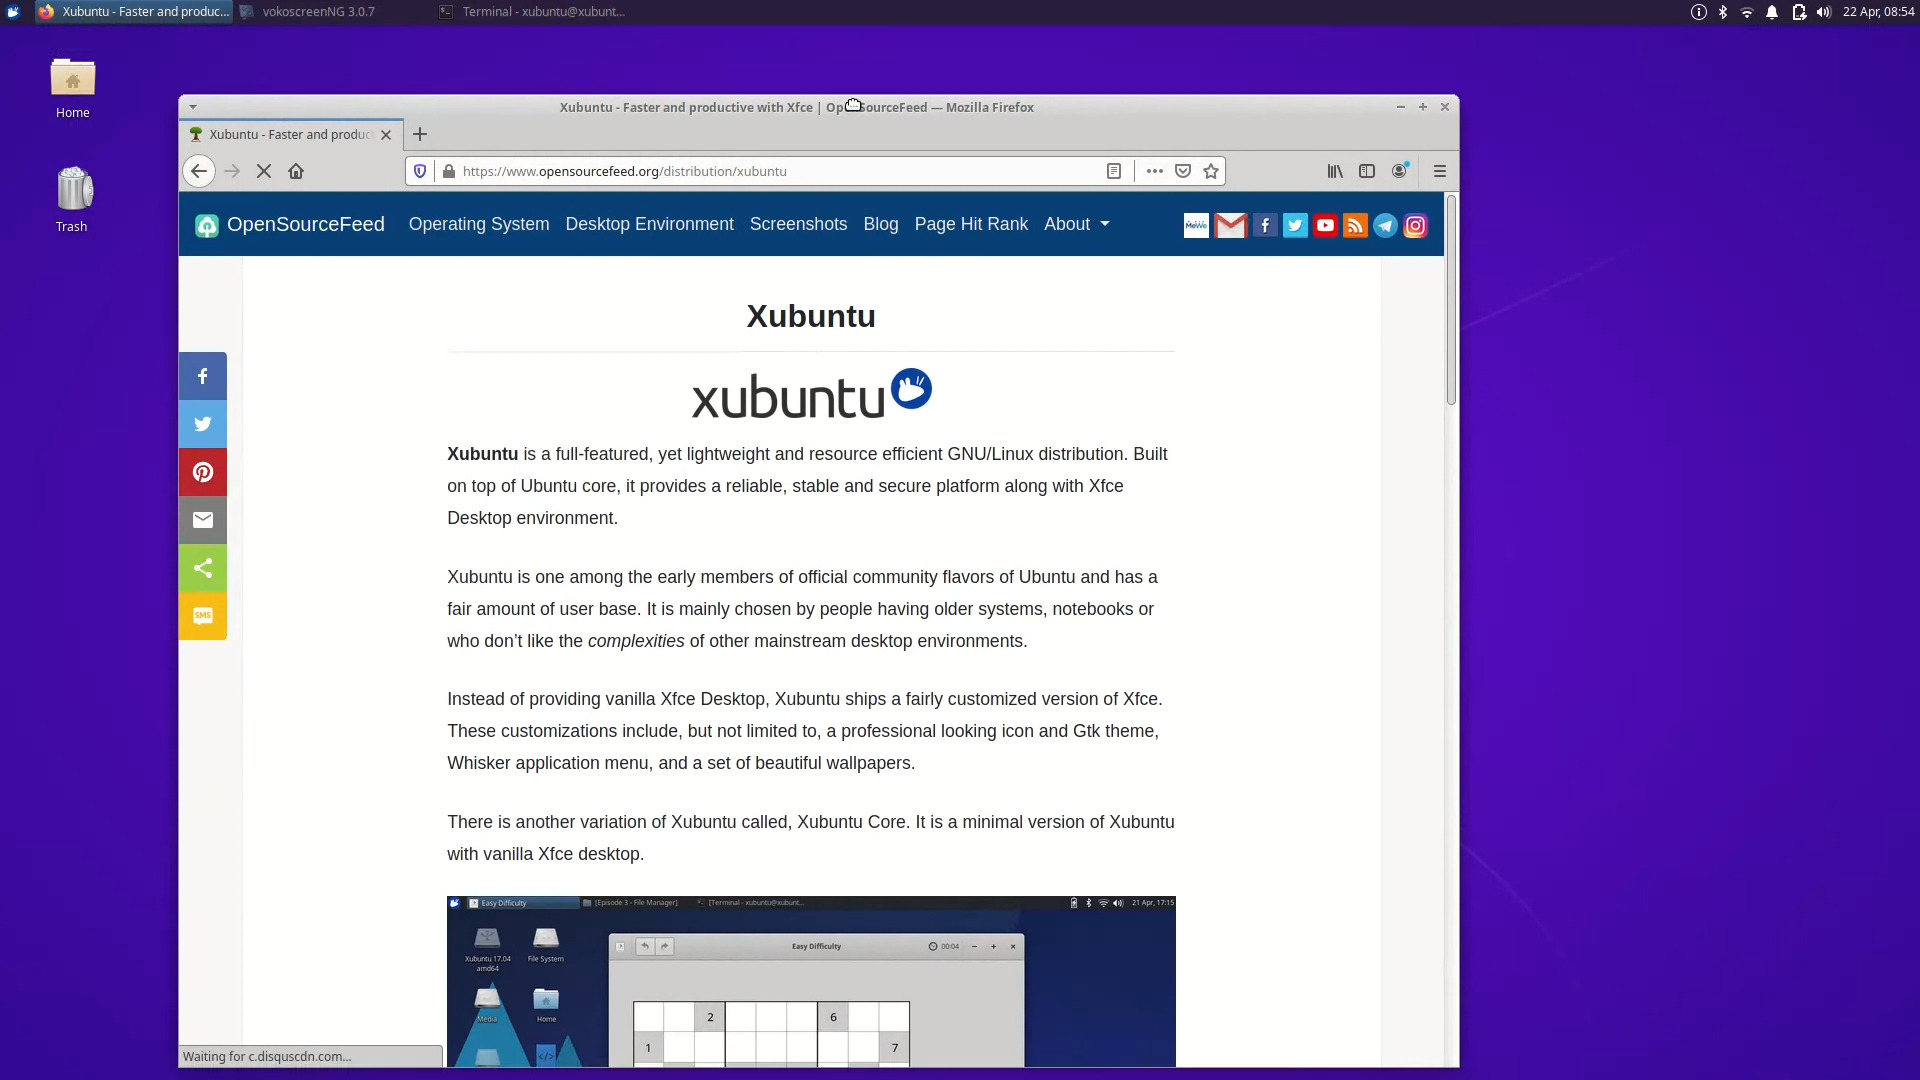 Xubuntu - Faster and produc...
vokoscreenNG 3.0.7
Terminal - xubuntu@xubunt...
22 Apr, 08:54
Home
Trash
Xubuntu - Faster and productive with Xfce | OpenSourceFeed — Mozilla Firefox
Xubuntu - Faster and produc
https://www.opensourcefeed.org/distribution/xubuntu
OpenSourceFeed Operating System Desktop Environment Screenshots Blog Page Hit Rank About
MeWe
Xubuntu
xubuntu
Xubuntu is a full-featured, yet lightweight and resource efficient GNU/Linux distribution. Built
on top of Ubuntu core, it provides a reliable, stable and secure platform along with Xfce
Desktop environment.
Xubuntu is one among the early members of official community flavors of Ubuntu and has a
fair amount of user base. It is mainly chosen by people having older systems, notebooks or
who don’t like the complexities of other mainstream desktop environments.
Instead of providing vanilla Xfce Desktop, Xubuntu ships a fairly customized version of Xfce.
These customizations include, but not limited to, a professional looking icon and Gtk theme,
Whisker application menu, and a set of beautiful wallpapers.
There is another variation of Xubuntu called, Xubuntu Core. It is a minimal version of Xubuntu
with vanilla Xfce desktop.
SMS
Easy Difficulty
[Episode 3 - File Manager]
[Terminal - xubuntu@xubunt...
21 Apr, 17:15
Xubuntu 17.04
amd64
File System
Media
Home
Easy Difficulty
00:04
2 6
1 7
Waiting for c.disquscdn.com...